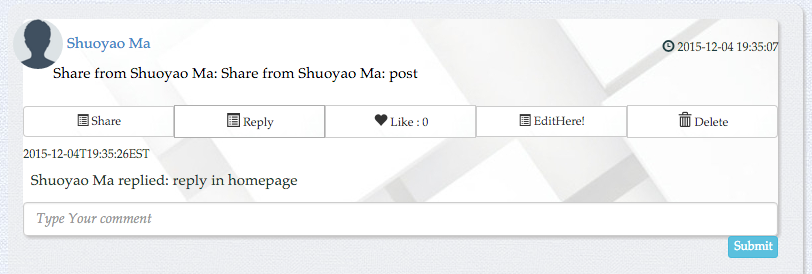 Shuoyao Ma
2015-12-04 19:35:07
Share from Shuoyao Ma: Share from Shuoyao Ma: post
Share Reply Like : 0 EditHere! Delete
2015-12-04T19:35:26EST
Shuoyao Ma replied: reply in homepage
Type Your comment
Submit